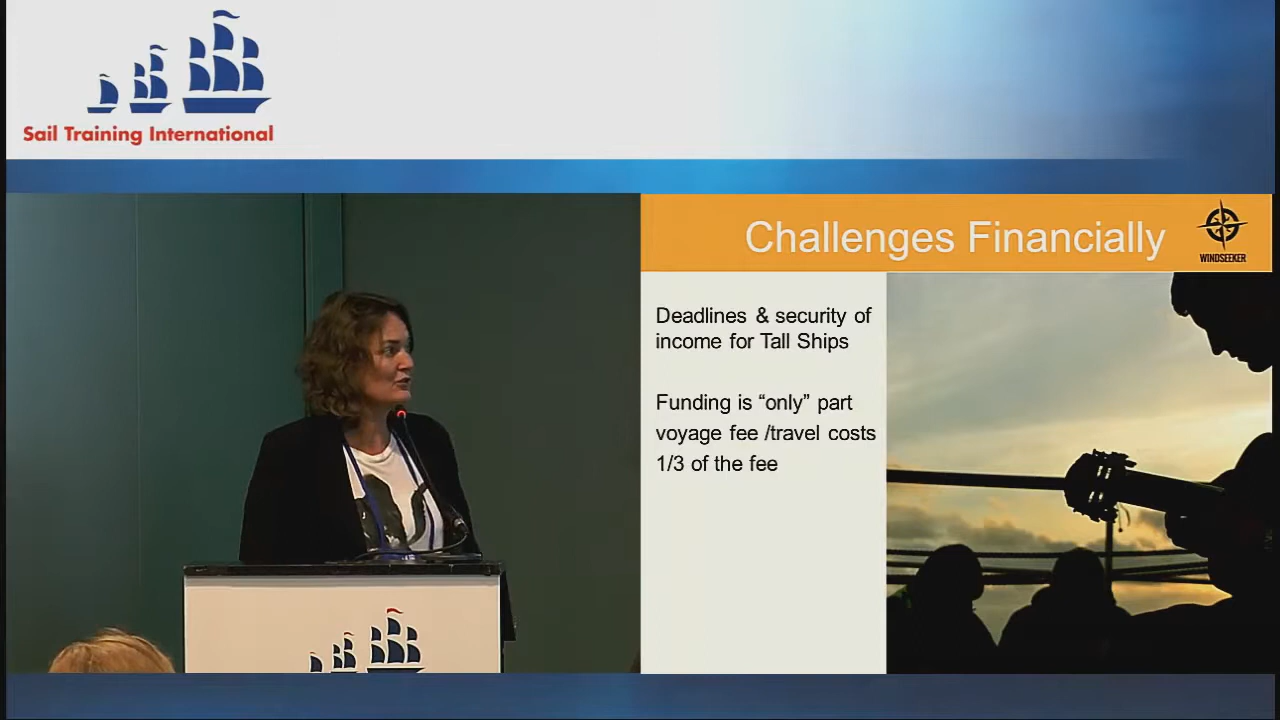 Sail Training International
Challenges Financially
WINDSEEKER
Deadlines & security of
income for Tall Ships
Funding is “only” part
voyage fee /travel costs
1/3 of the fee